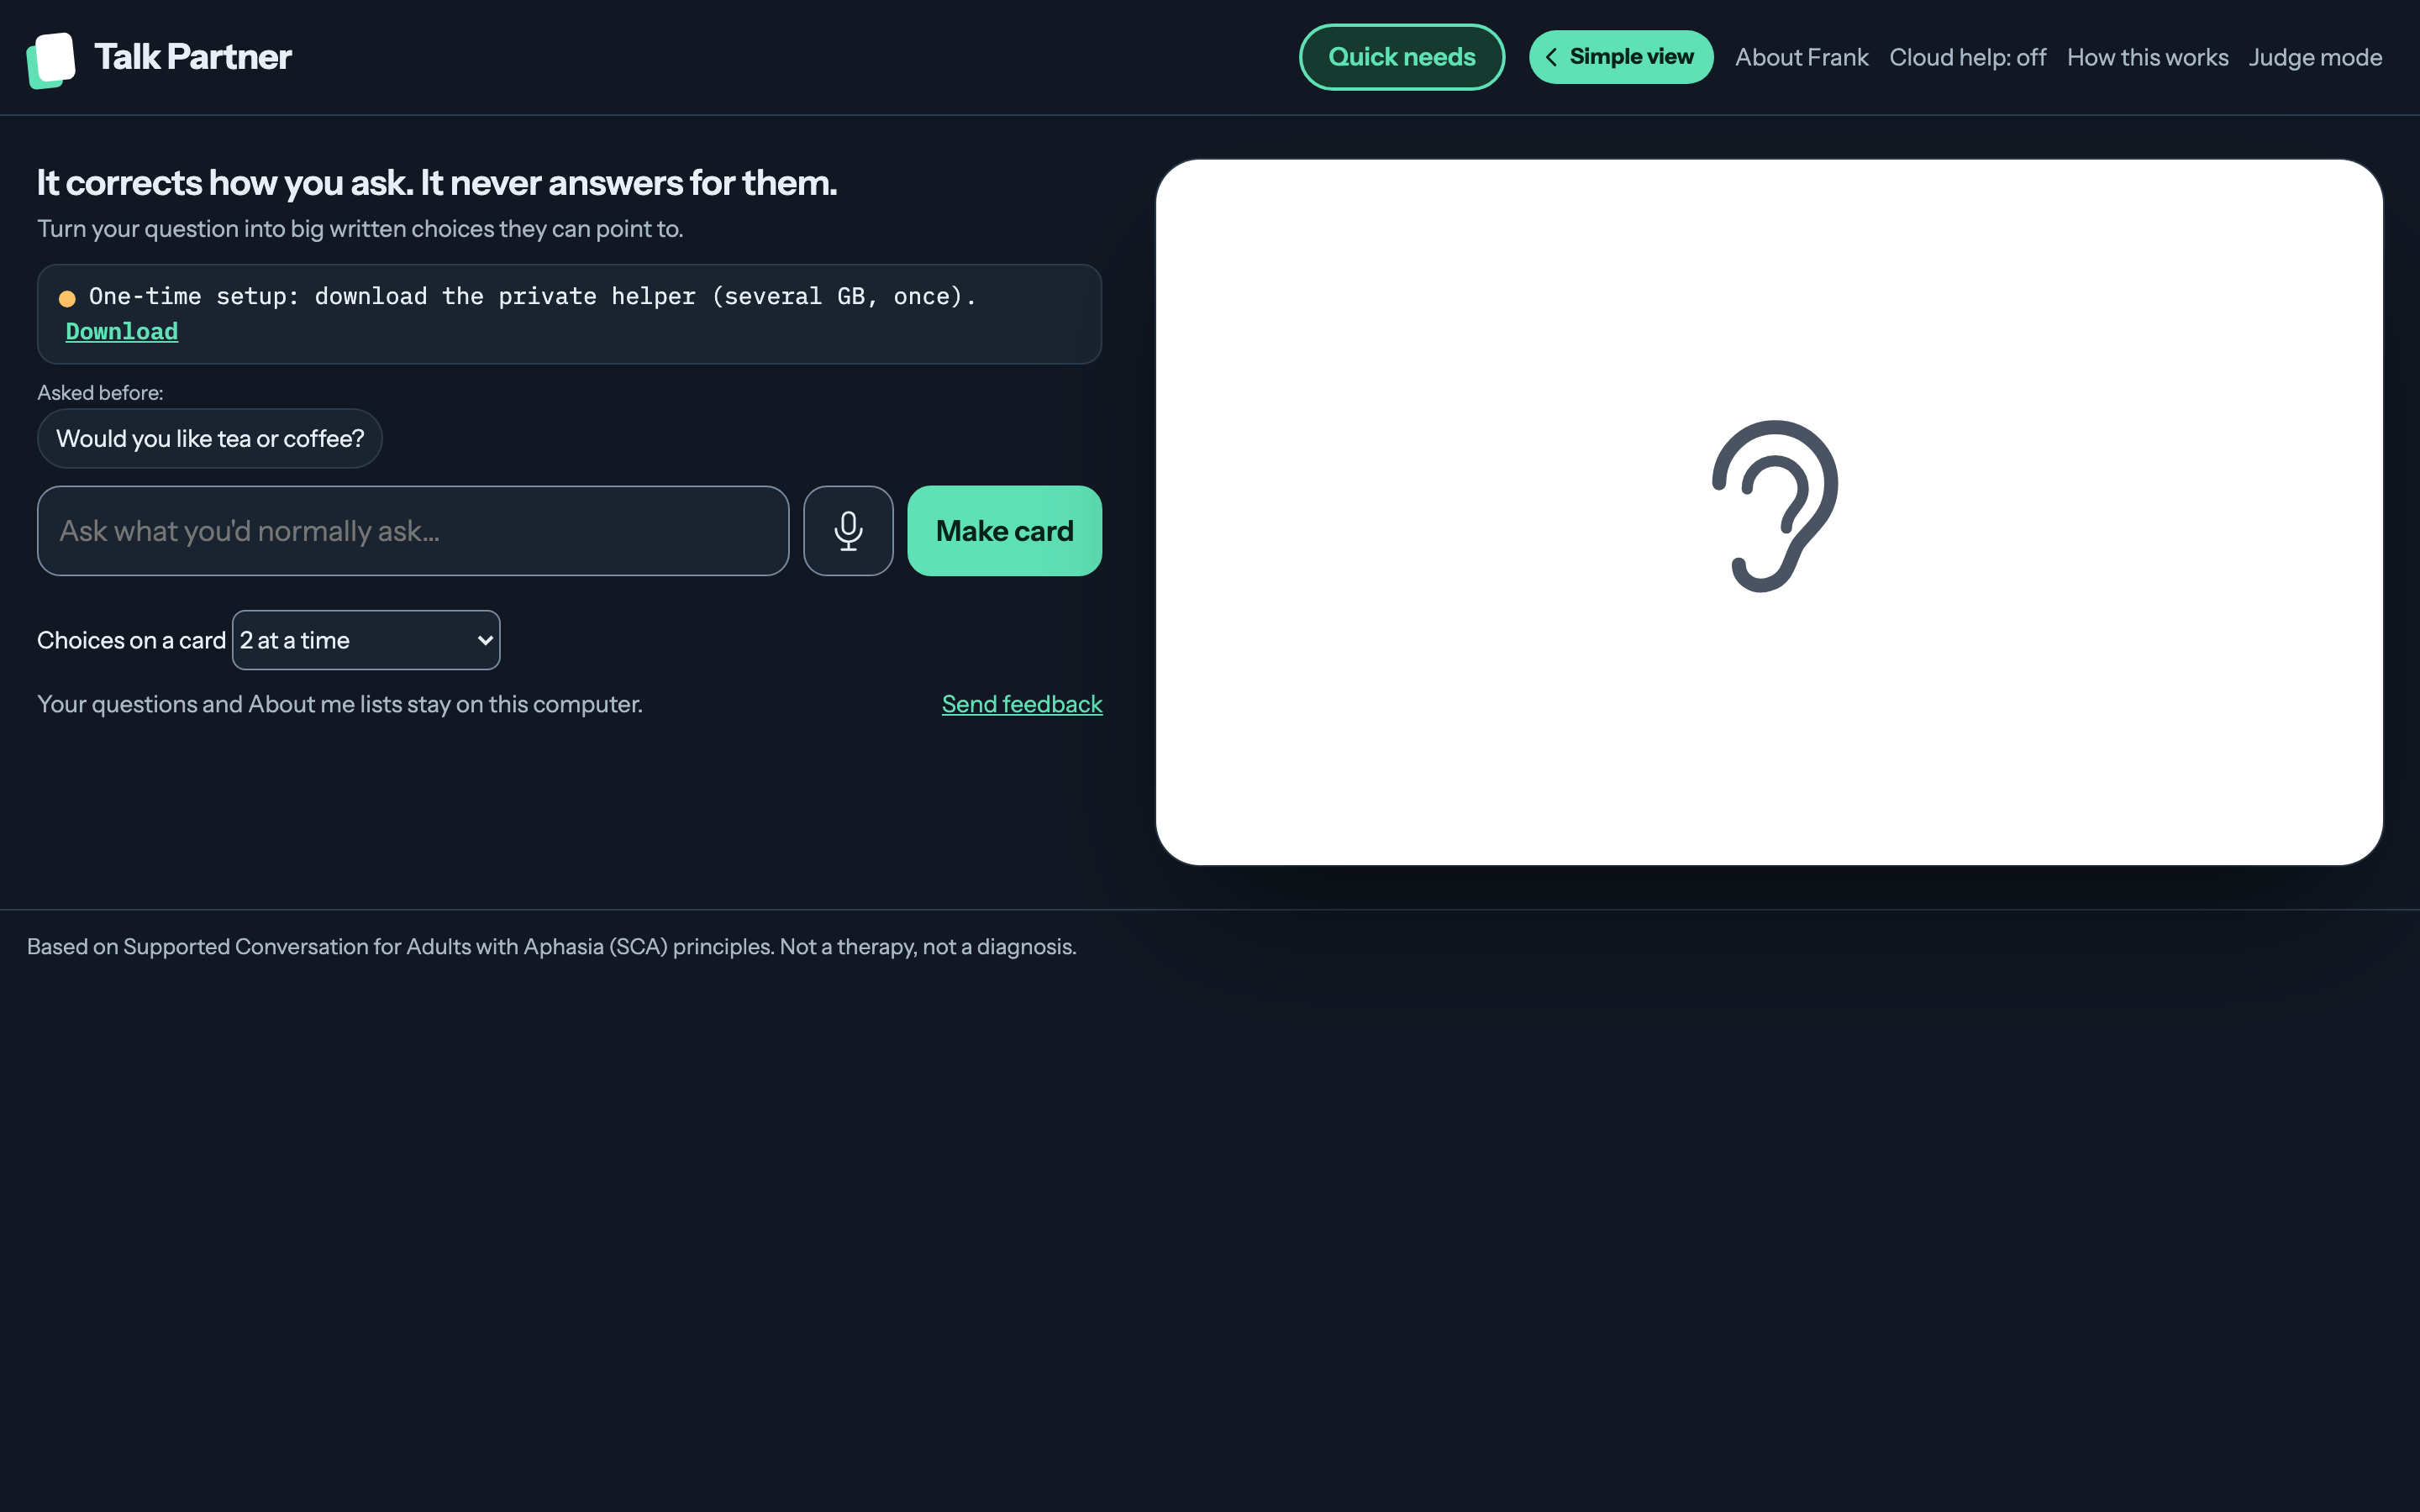 Talk Partner
Quick needs
Simple view
About Frank
Cloud help: off
How this works
Judge mode
It corrects how you ask. It never answers for them.
Turn your question into big written choices they can point to.
One-time setup: download the private helper (several GB, once).
Download
Asked before:
Would you like tea or coffee?
Ask what you'd normally ask...
Make card
Choices on a card 2 at a time
Your questions and About me lists stay on this computer.
Send feedback
Based on Supported Conversation for Adults with Aphasia (SCA) principles. Not a therapy, not a diagnosis.